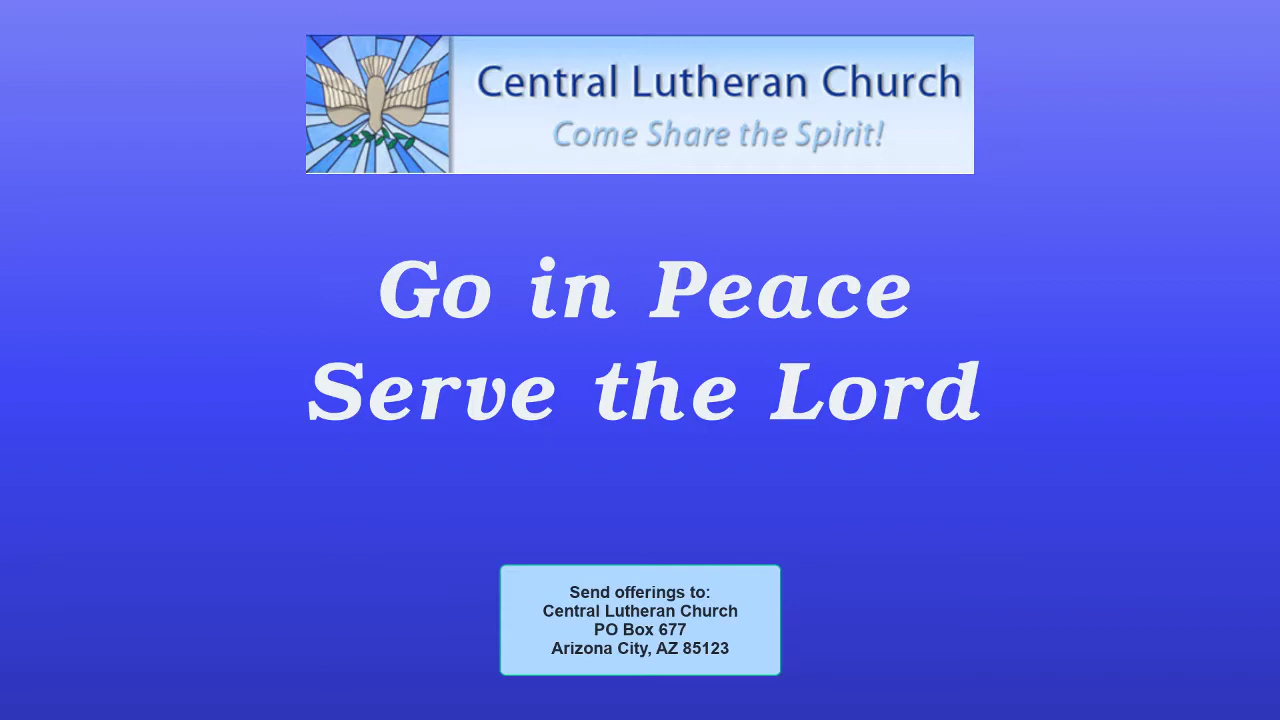 Central Lutheran Church
Come Share the Spirit!
Go in Peace
Serve the Lord
Send offerings to:
Central Lutheran Church
PO Box 677
Arizona City, AZ 85123